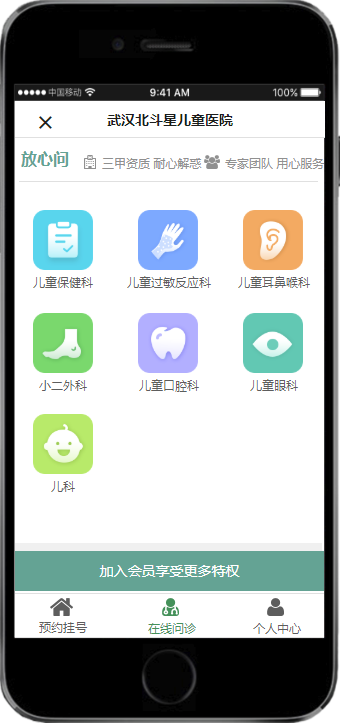 中国移动 9:41 AM 100%
武汉北斗星儿童医院
放心问 三甲资质 耐心解惑 专家团队 用心服务
儿童保健科 儿童过敏反应科 儿童耳鼻喉科
小二外科 儿童口腔科 儿童眼科
儿科
加入会员享受更多特权
预约挂号 在线问诊 个人中心